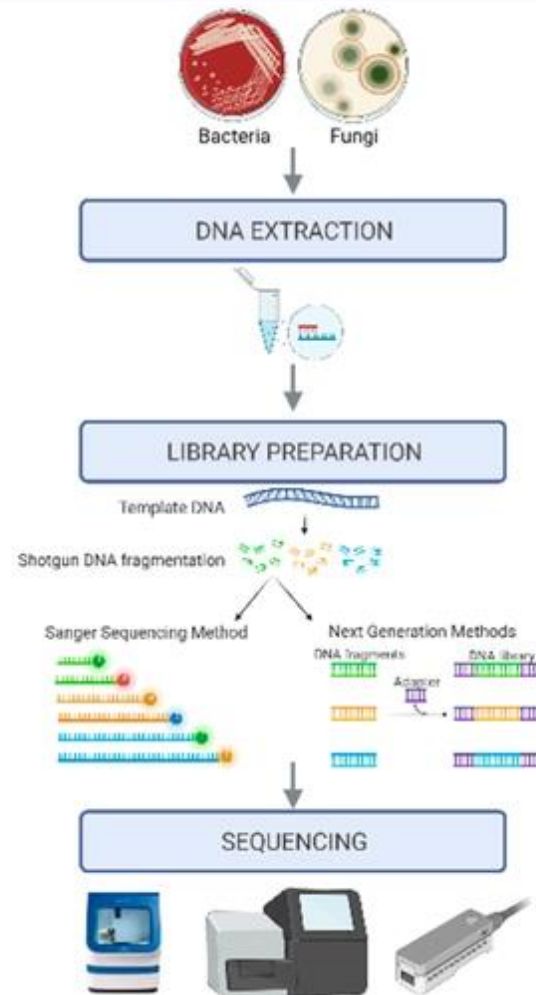 Bacteria Fungi
DNA EXTRACTION
LIBRARY PREPARATION
Template DNA
Shotgun DNA fragmentation
Sanger Sequencing Method
Next Generation Methods
DNA fragments
DNA library
Adapter
SEQUENCING